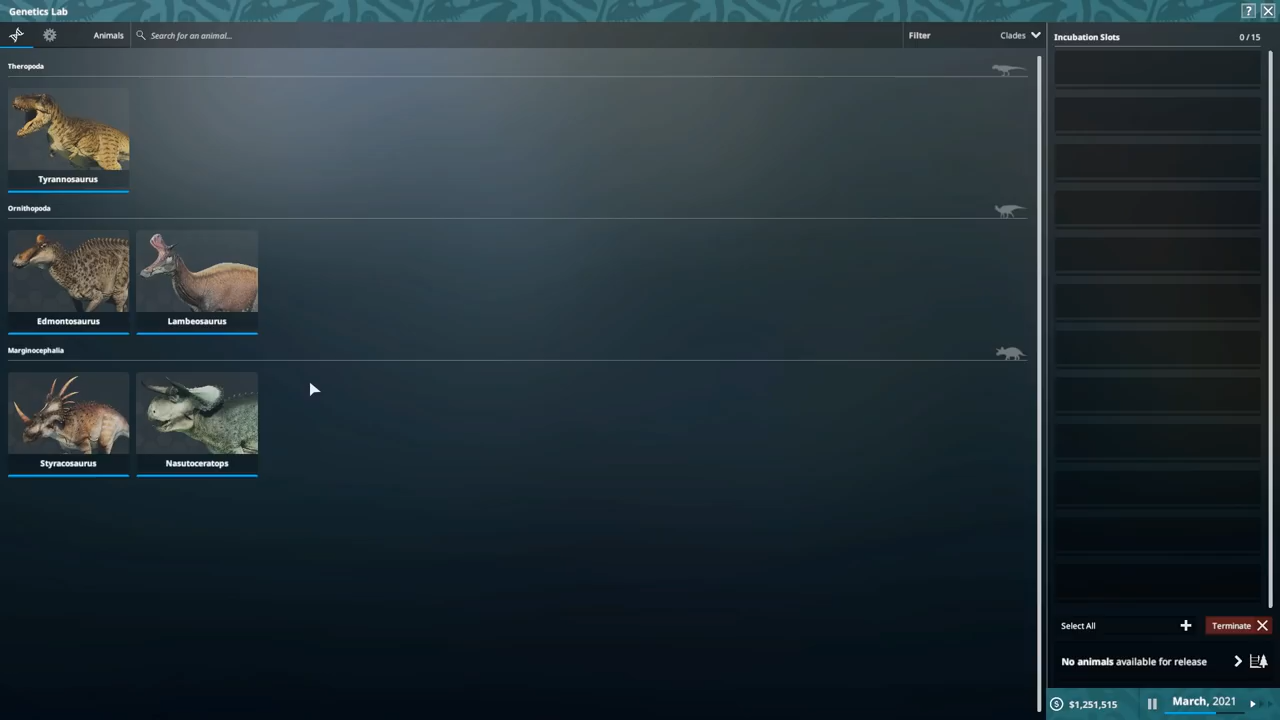 Genetics Lab
?
Animals
Search for an animal...
Filter
Clades
Incubation Slots
0 / 15
Theropoda
Tyrannosaurus
Ornithopoda
Edmontosaurus
Lambeosaurus
Marginocephalia
Styracosaurus
Nasutoceratops
Select All
Terminate
No animals available for release
$1,251,515
March, 2021